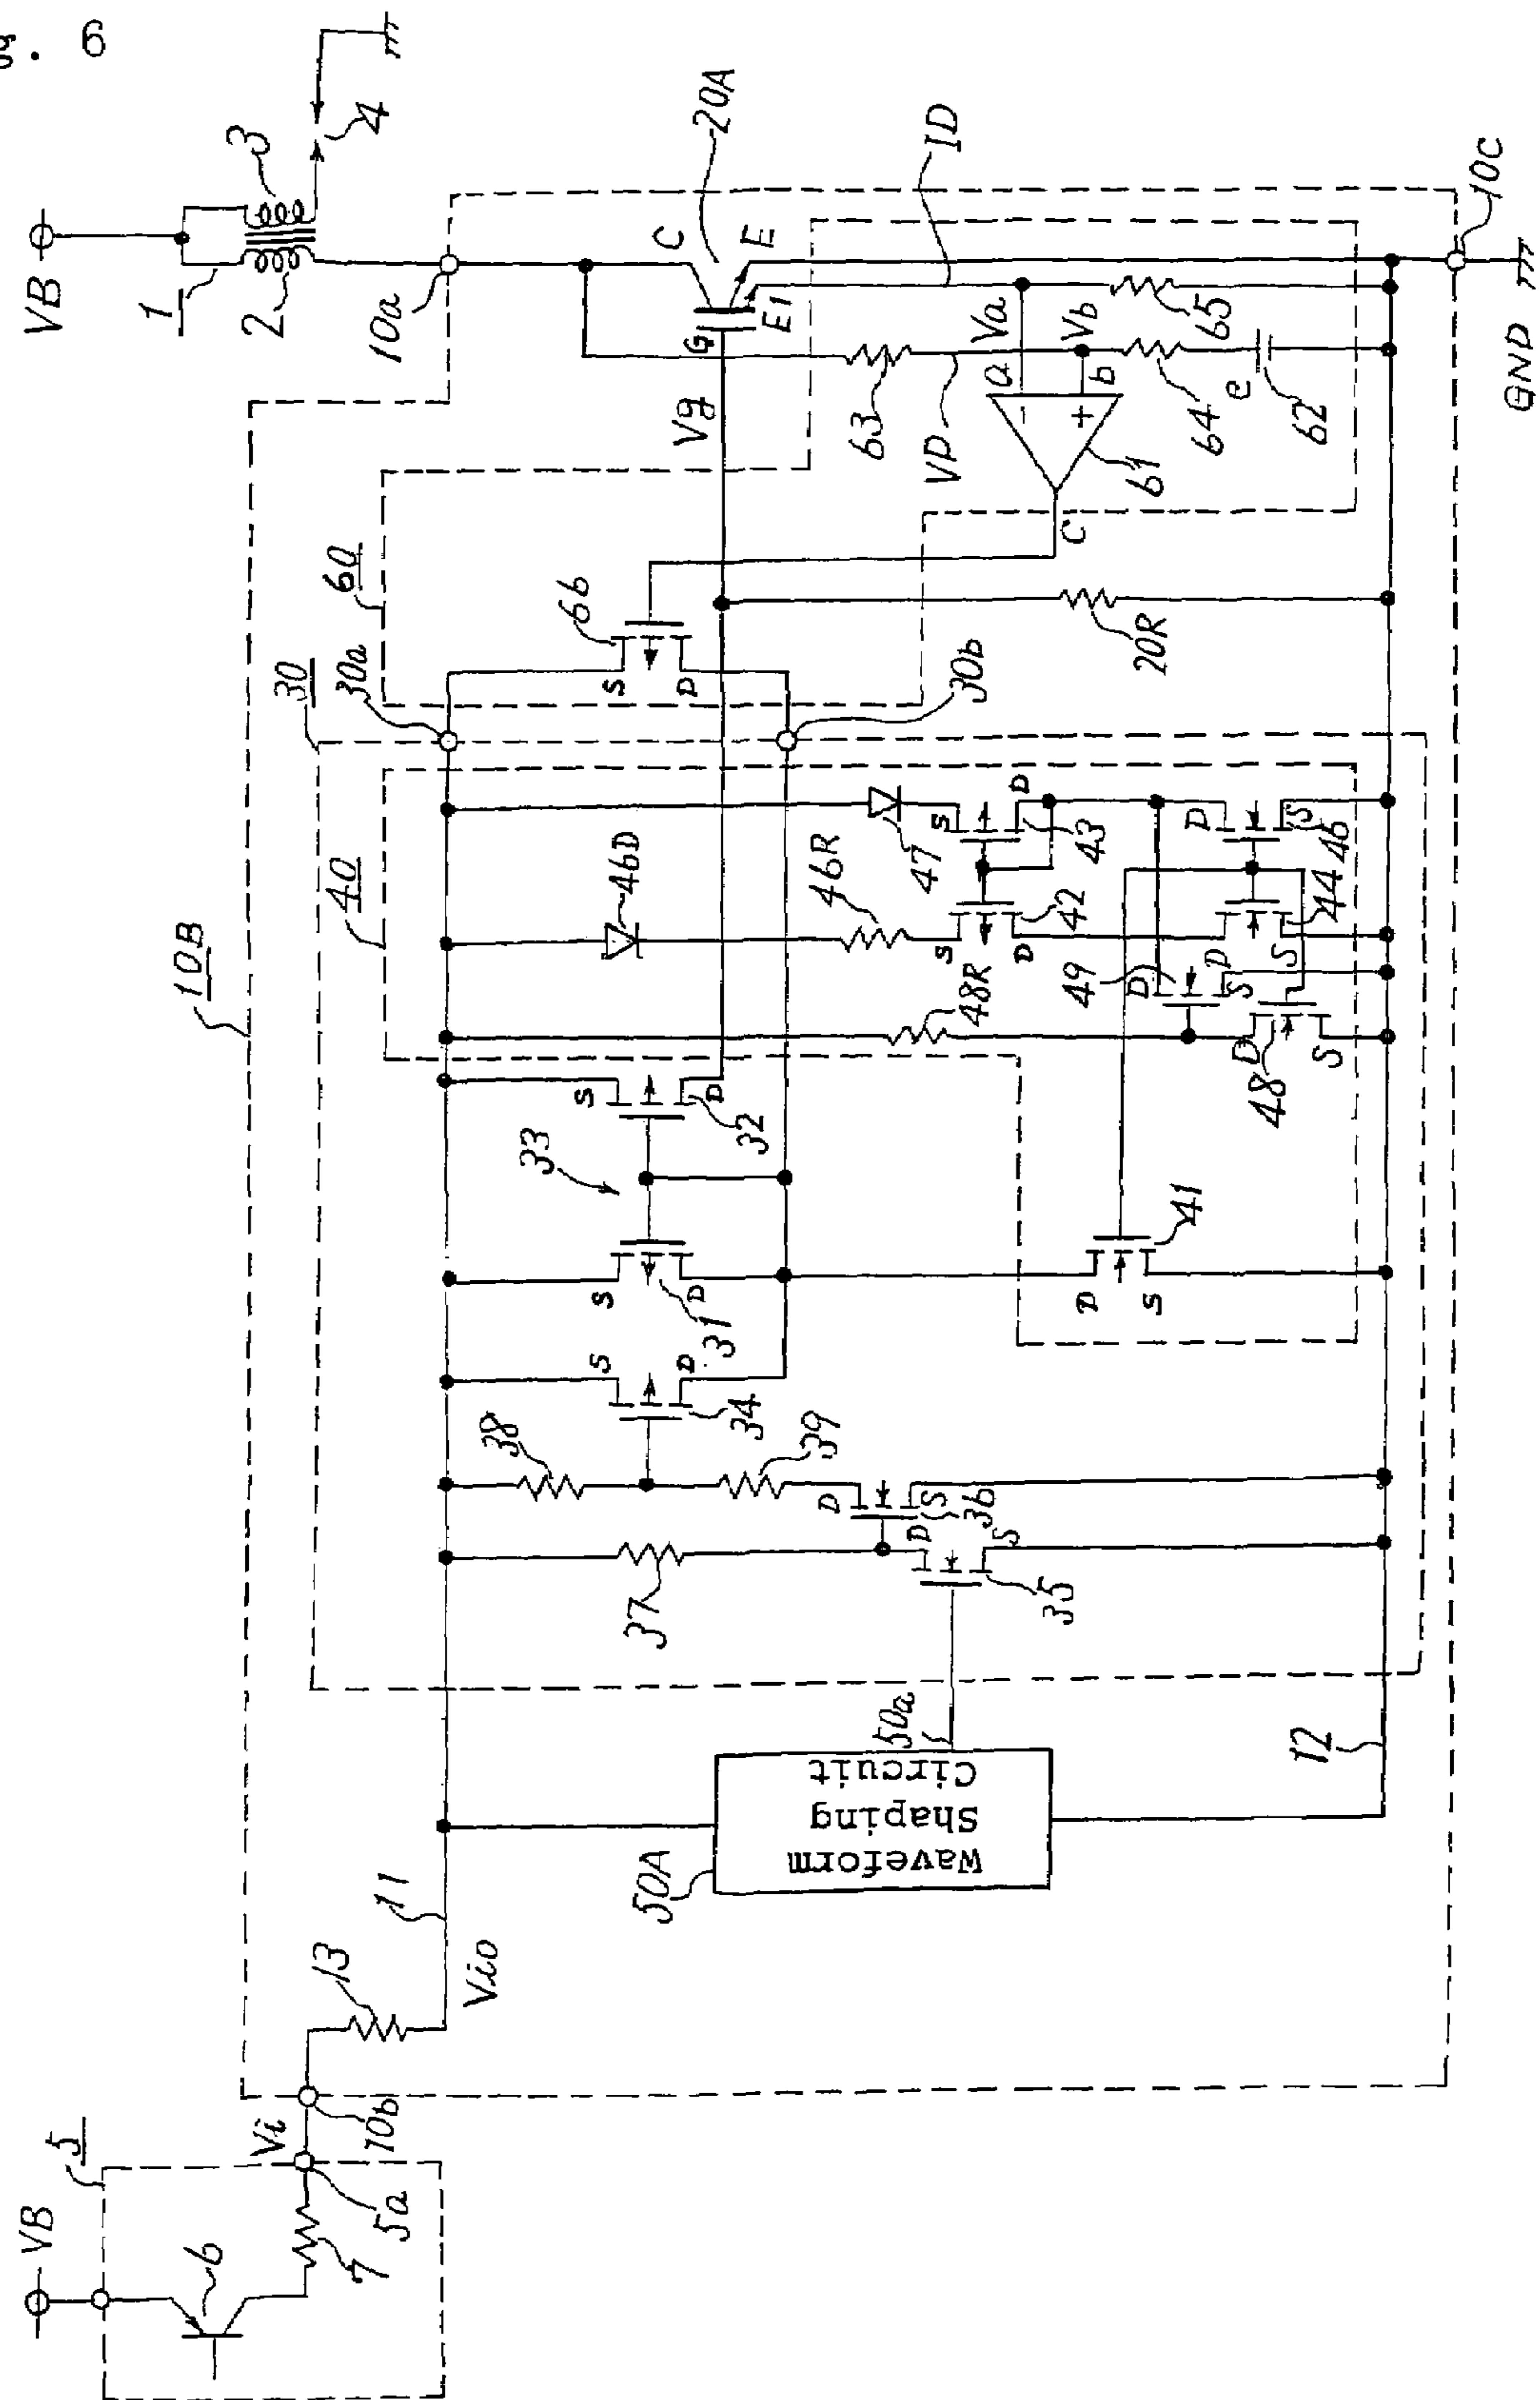 Fig. 6
VB
1
2
3
4
10a
C
20A
E
E1
G
Vg
1D
Va
Vb
a
b
-
+
61
C
63
VP
64
65
e
62
10C
GND
60
66
S
D
30
30a
30b
20R
10B
40
46D
46R
47
S
D
43
S
D
42
48R
49
D
S
D
S
46
D
S
44
D
S
48
33
S
D
32
S
D
31
D
S
41
S
D
34
38
39
D
S
36
37
D
S
35
50a
50A
Waveform
Shaping
Circuit
12
11
Vio
13
10b
Vi
5
VB
5a
6
7